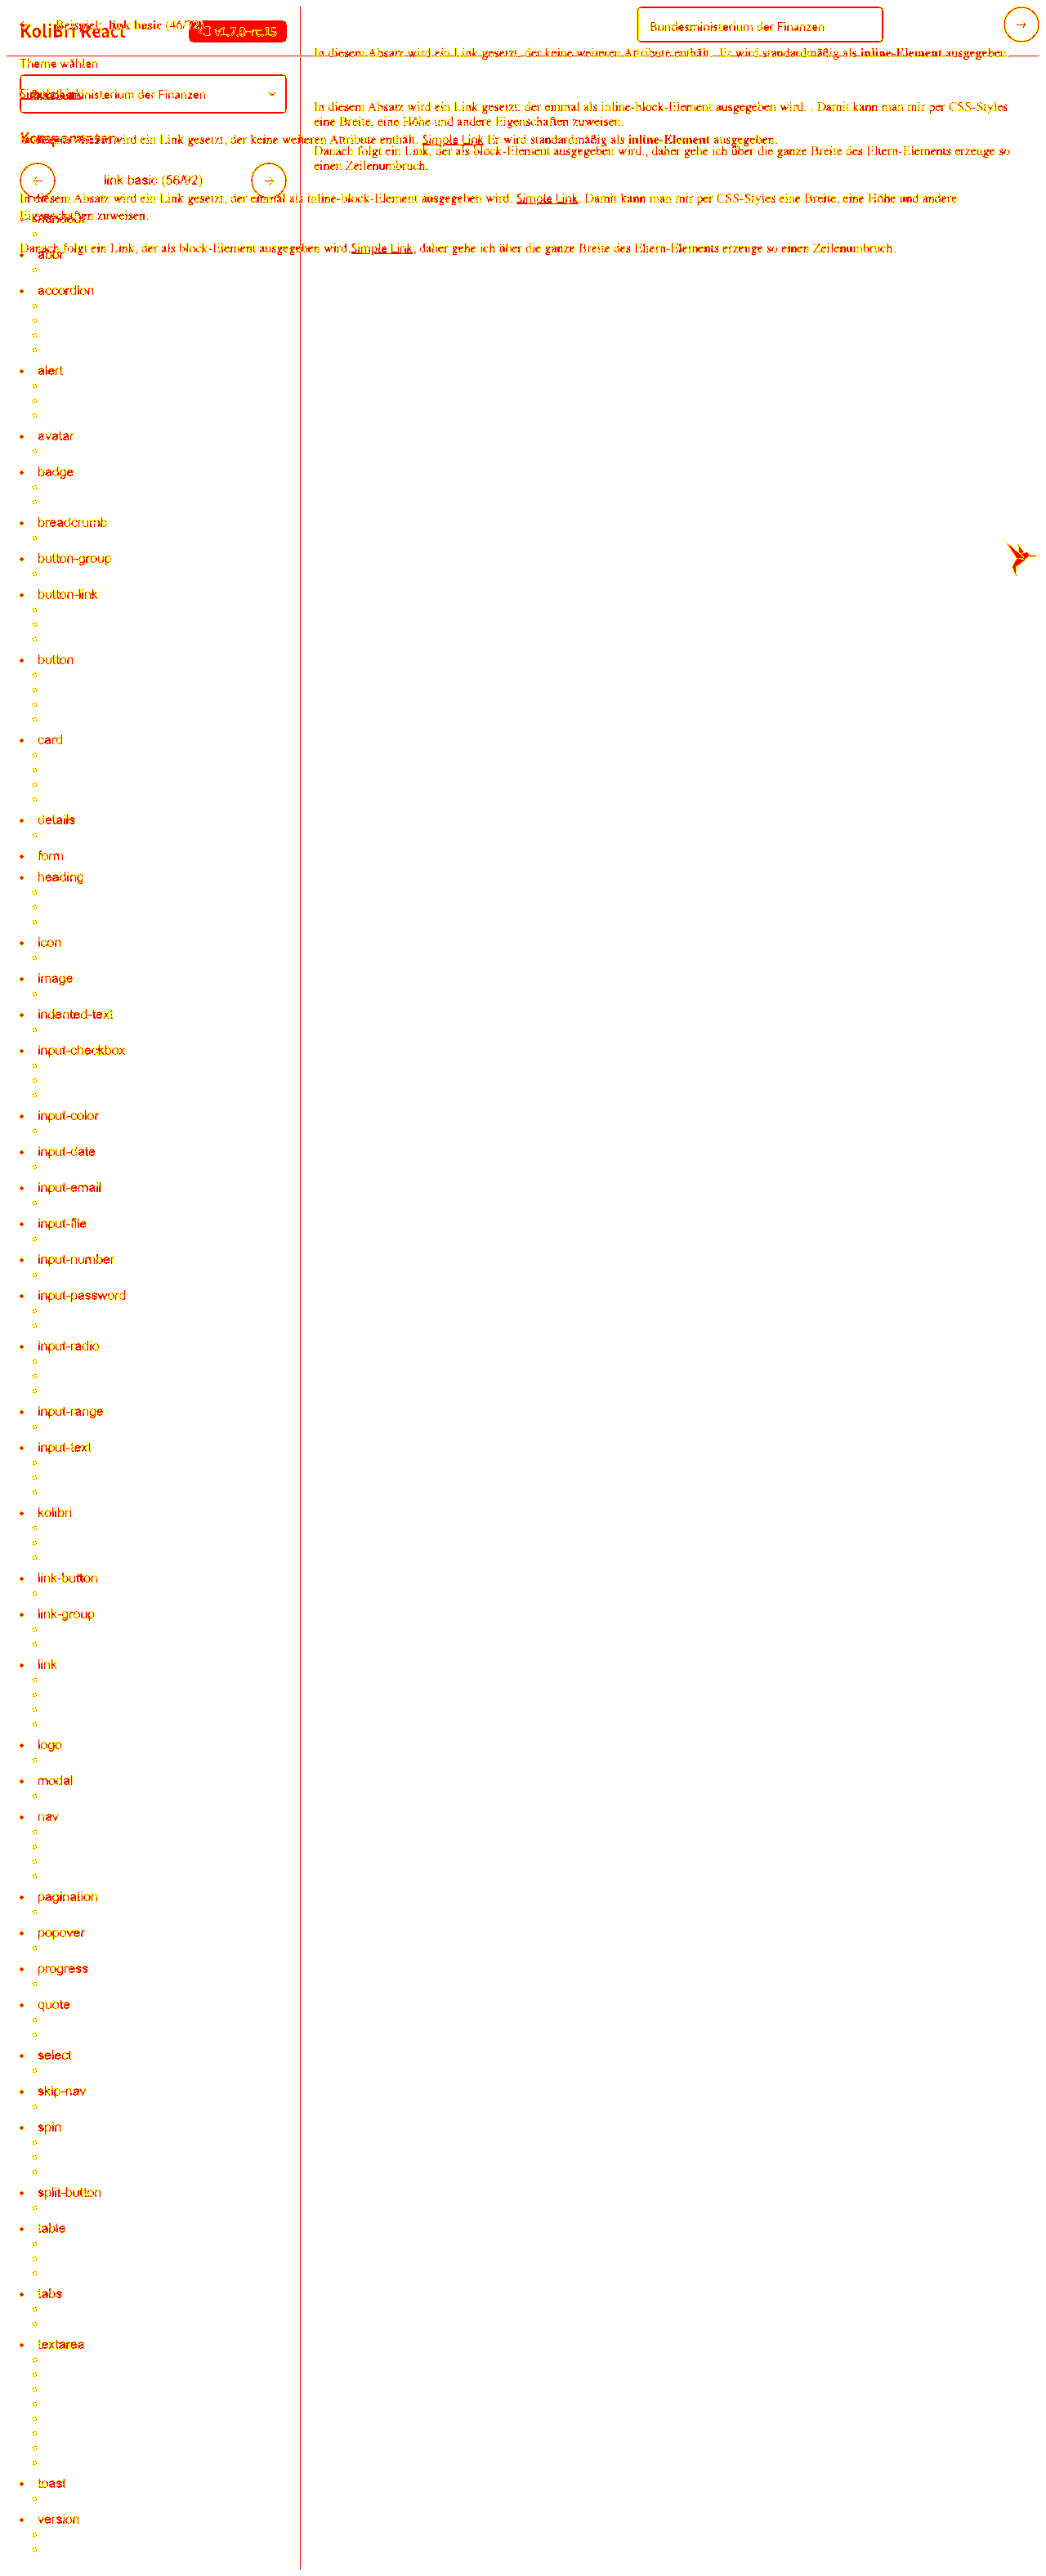 KoliBri React
Beispiel: link basic (46/92)
v1.7.0-rc.15
Bundesministerium der Finanzen
In diesem Absatz wird ein Link gesetzt, der keine weiteren Attribute enthält. . Er wird standardmäßig als inline-Element ausgegeben.
Theme wählen
Bundesministerium der Finanzen
In diesem Absatz wird ein Link gesetzt, der einmal als inline-block-Element ausgegeben wird. . Damit kann man mir per CSS-Styles
eine Breite, eine Höhe und andere Eigenschaften zuweisen.
Komponenten
wird ein Link gesetzt, der keine weiteren Attribute enthält. Simple Link Er wird standardmäßig als inline-Element ausgegeben.
Danach folgt ein Link, der als block-Element ausgegeben wird., daher gehe ich über die ganze Breite des Eltern-Elements erzeuge so
einen Zeilenumbruch.
link basic (56/92)
In diesem Absatz wird ein Link gesetzt, der einmal als inline-block-Element ausgegeben wird. Simple Link. Damit kann man mir per CSS-Styles eine Breite, eine Höhe und andere
Eigenschaften zuweisen.
Danach folgt ein Link, der als block-Element ausgegeben wird.Simple Link, daher gehe ich über die ganze Breite des Eltern-Elements erzeuge so einen Zeilenumbruch.
abbr
accordion
alert
avatar
badge
breadcrumb
button-group
button-link
button
card
details
form
heading
icon
image
indented-text
input-checkbox
input-color
input-date
input-email
input-file
input-number
input-password
input-radio
input-range
input-text
kolibri
link-button
link-group
link
logo
modal
nav
pagination
popover
progress
quote
select
skip-nav
spin
split-button
table
tabs
textarea
toast
version